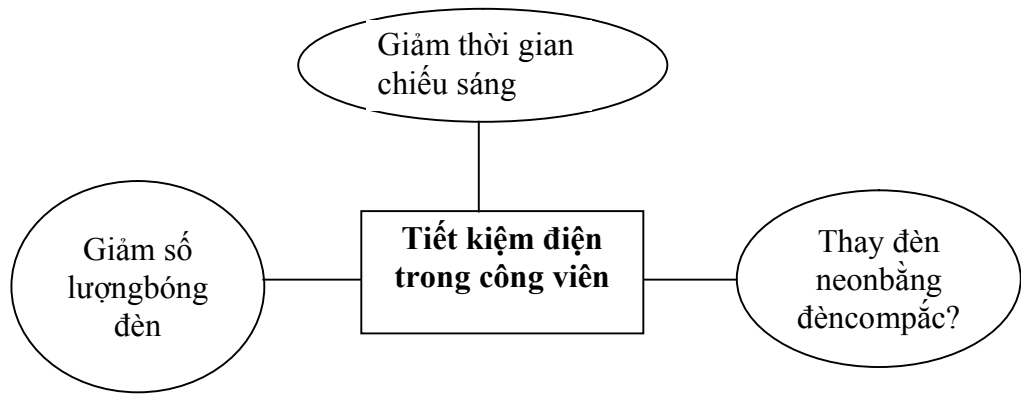 Giảm thời gian
chiếu sáng
Giảm số
lượngbóng
đèn
Tiết kiệm điện
trong công viên
Thay đèn
neonbằng
đèncompắc?